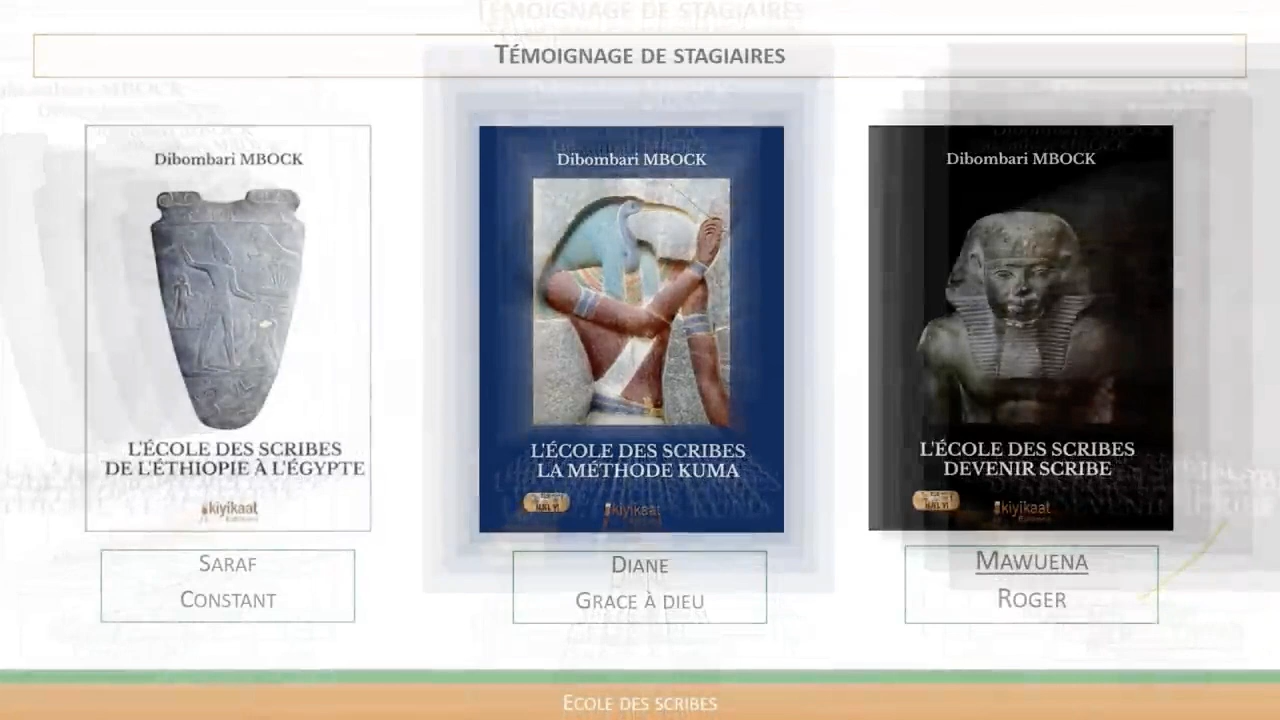 TÉMOIGNAGE DE STAGIAIRES
Dibombari MBOCK
L'ÉCOLE DES SCRIBES
DE L'ÉTHIOPIE À L'ÉGYPTE
kiyikaat
Editions
SARAF
CONSTANT
Dibombari MBOCK
L'ÉCOLE DES SCRIBES
LA MÉTHODE KUMA
kiyikaat
DIANE
GRACE À DIEU
Dibombari MBOCK
L'ÉCOLE DES SCRIBES
DEVENIR SCRIBE
kiyikaat
MAWUENA
ROGER
ECOLE DES SCRIBES